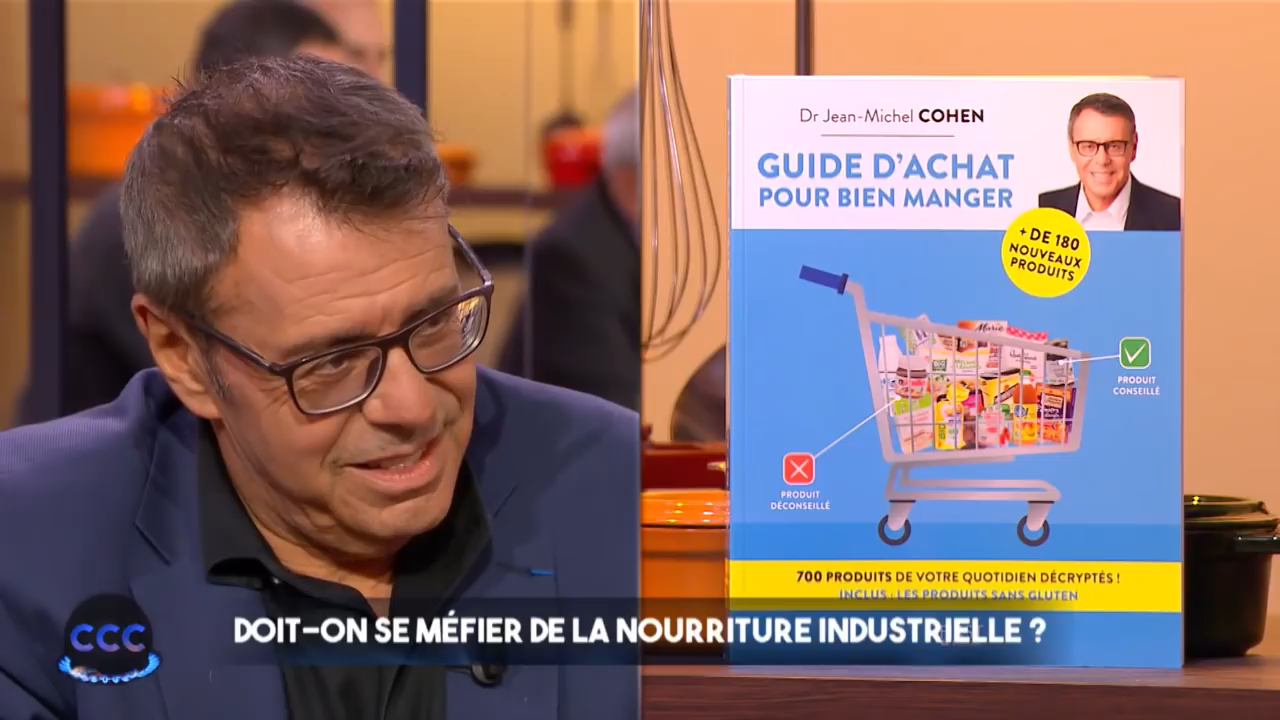 Dr Jean-Michel COHEN
GUIDE D'ACHAT
POUR BIEN MANGER
+ DE 180
NOUVEAUX
PRODUITS
Marie
PRODUIT
CONSEILLÉ
PRODUIT
DÉCONSEILLÉ
700 PRODUITS DE VOTRE QUOTIDIEN DÉCRYPTÉS !
INCLUS : LES PRODUITS SANS GLUTEN
CCC
DOIT-ON SE MÉFIER DE LA NOURRITURE INDUSTRIELLE ?